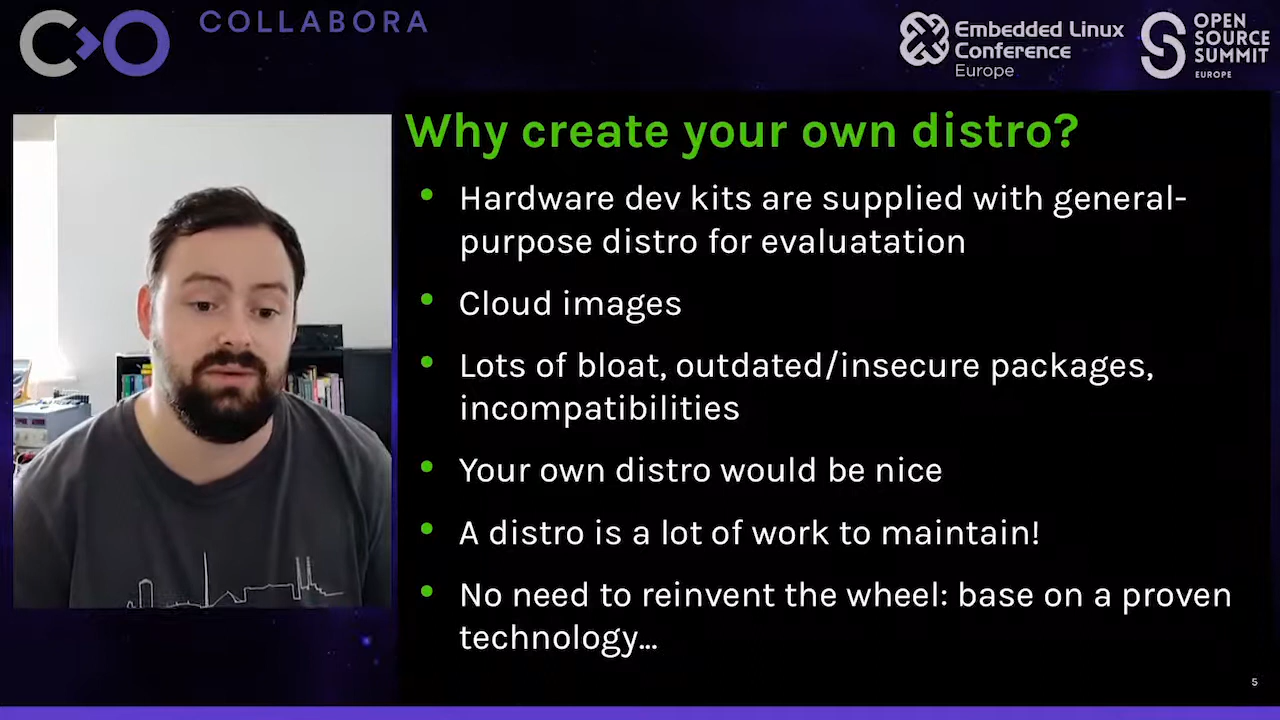 COLLABORA
Embedded Linux
Conference
Europe
OPEN
SOURCE
SUMMIT
EUROPE
Why create your own distro?
• Hardware dev kits are supplied with general-
purpose distro for evaluatation
• Cloud images
• Lots of bloat, outdated/insecure packages,
incompatibilities
• Your own distro would be nice
• A distro is a lot of work to maintain!
• No need to reinvent the wheel: base on a proven
technology...
5